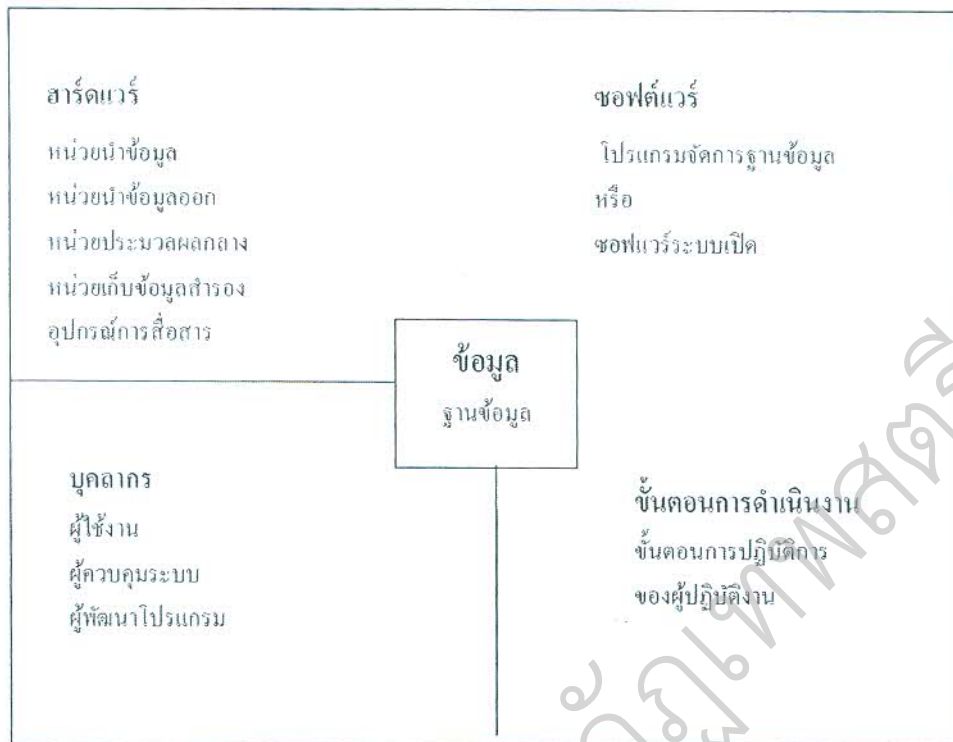 ฮาร์ดแวร์
หน่วยนำข้อมูล
หน่วยนำข้อมูลออก
หน่วยประมวลผลกลาง
หน่วยเก็บข้อมูลสำรอง
อุปกรณ์การสื่อสาร
ซอฟต์แวร์
โปรแกรมจัดการฐานข้อมูล
หรือ
ซอฟแวร์ระบบเปิด
ข้อมูล
ฐานข้อมูล
บุคลากร
ผู้ใช้งาน
ผู้ควบคุมระบบ
ผู้พัฒนาโปรแกรม
ขั้นตอนการดำเนินงาน
ขั้นตอนการปฏิบัติการ
ของผู้ปฏิบัติงาน